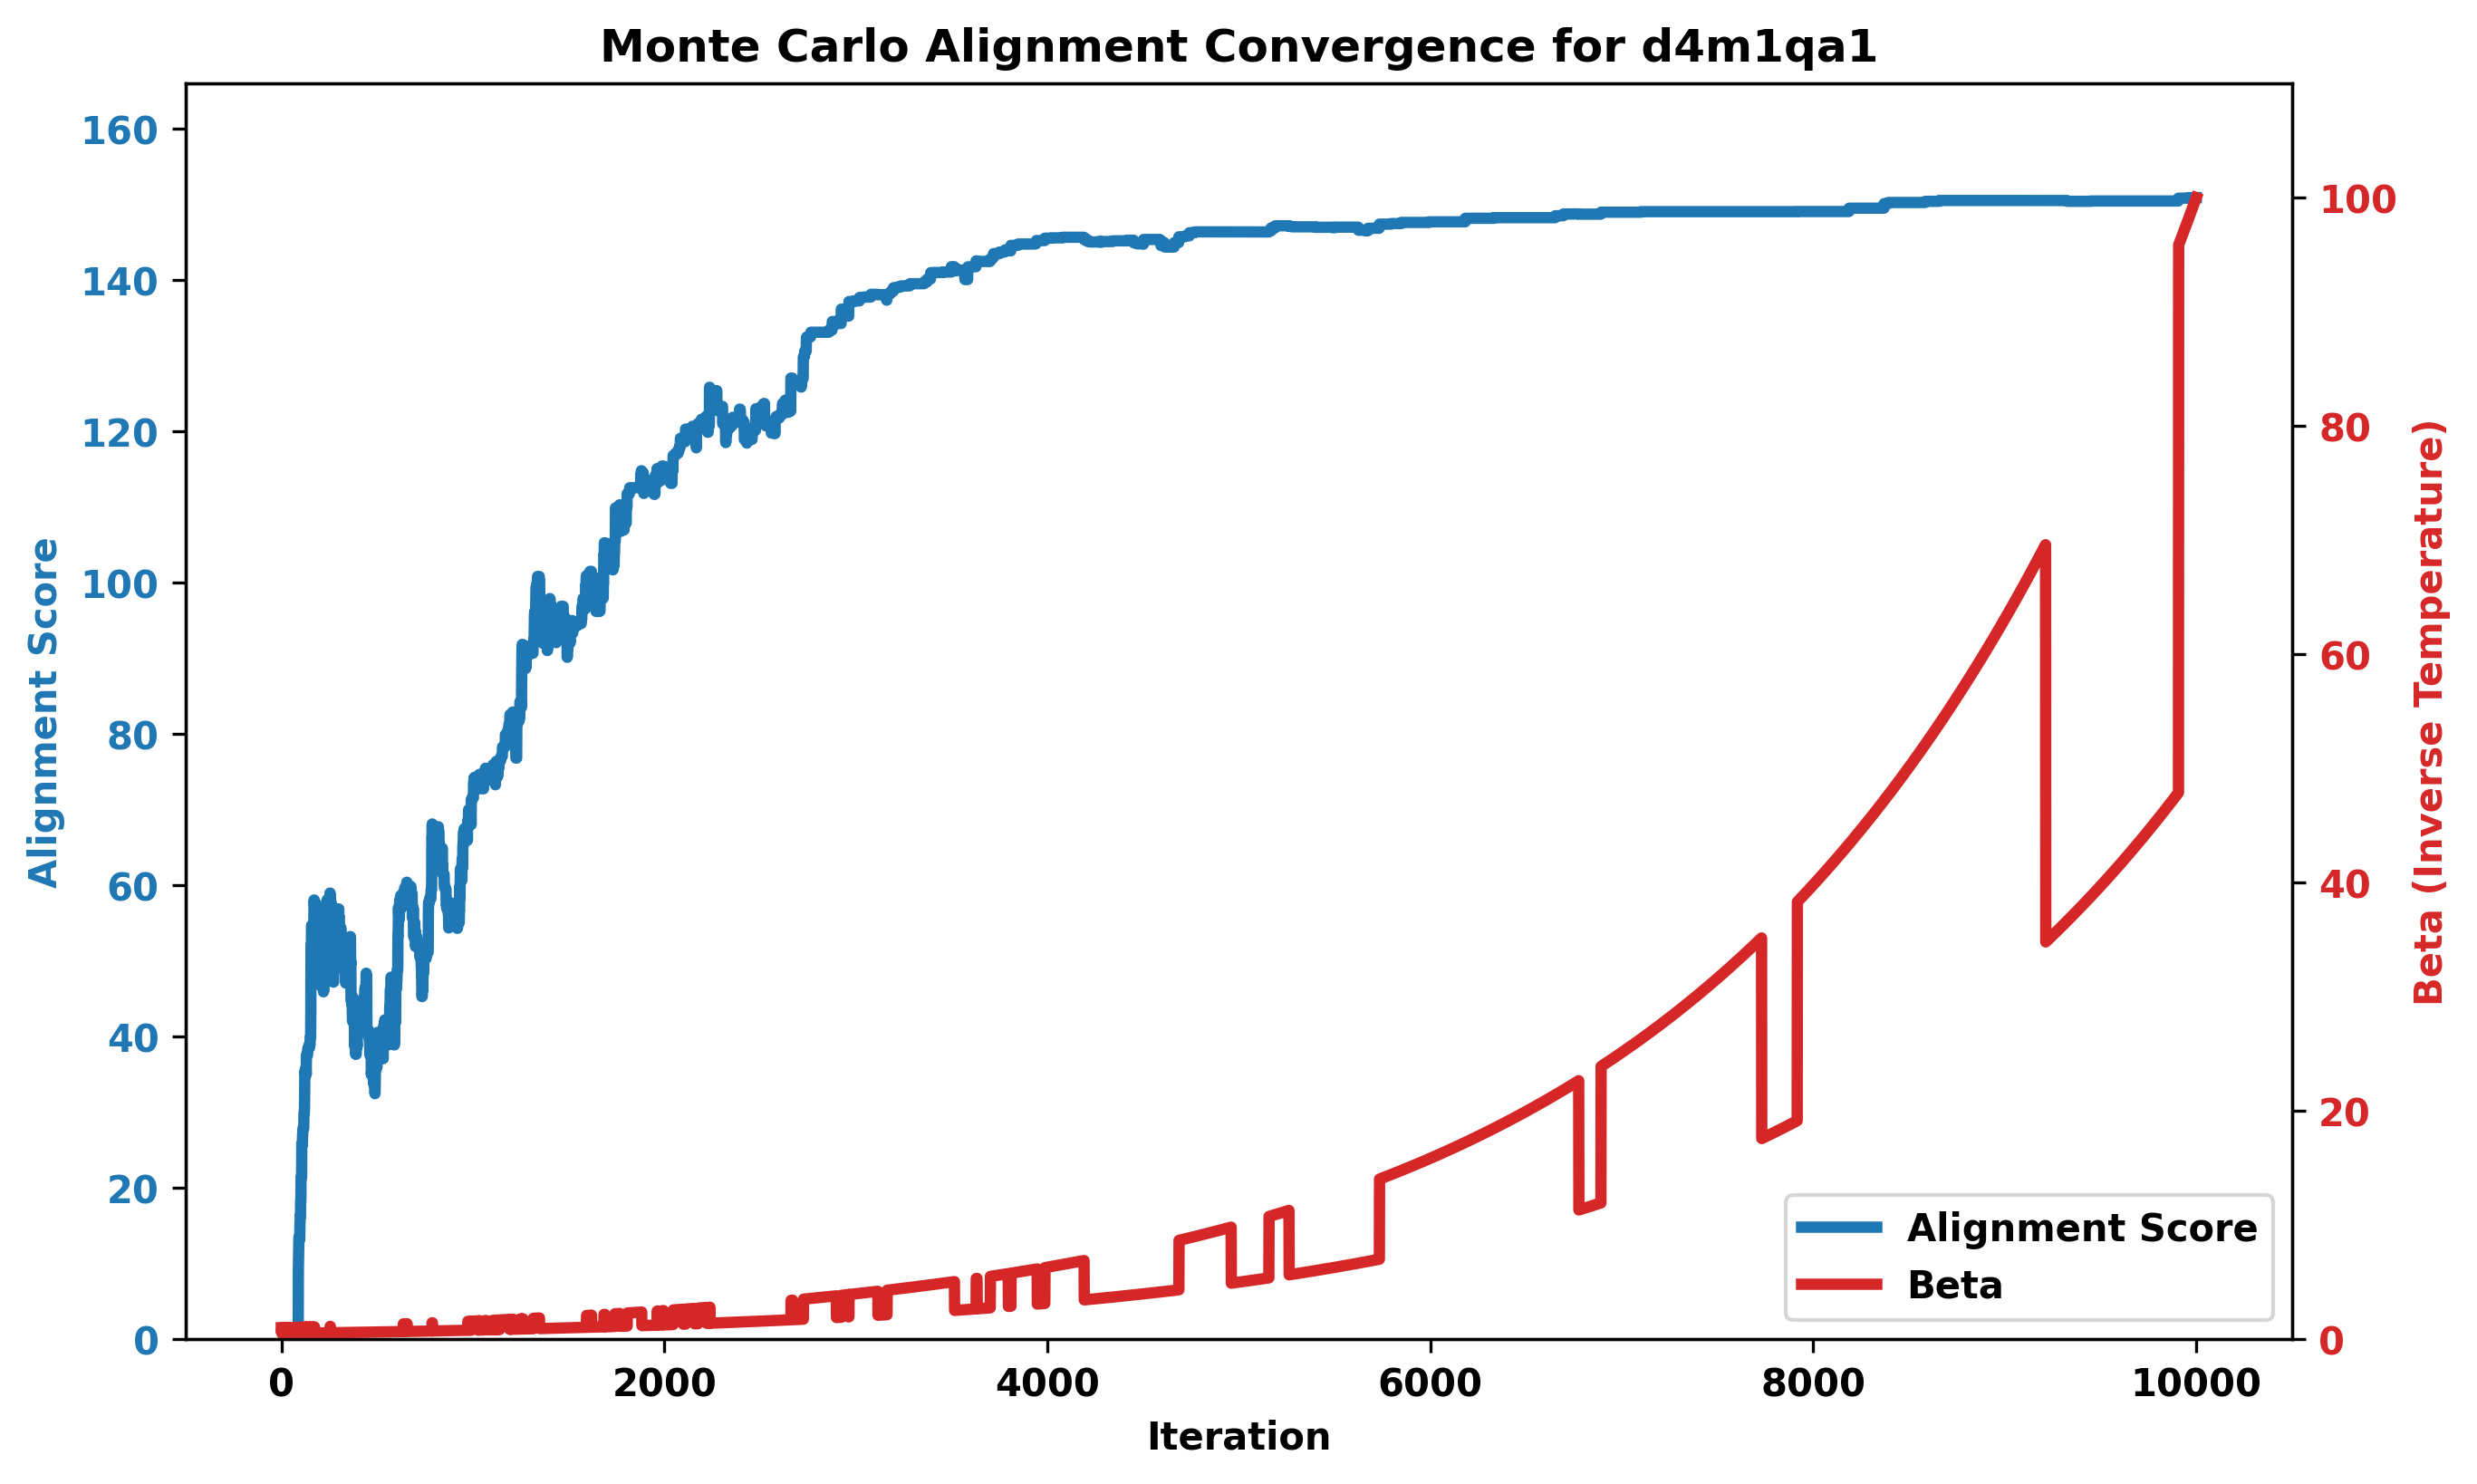 Monte Carlo Alignment Convergence for d4m1qa1
Alignment Score
160
140
120
100
80
60
40
20
0
100
80
60
40
20
0
Beta (Inverse Temperature)
Alignment Score
Beta
0 2000 4000 6000 8000 10000
Iteration